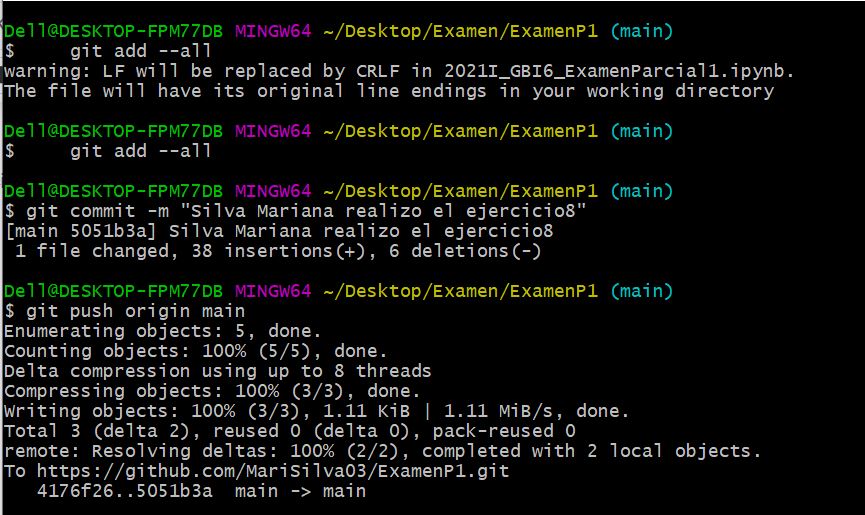 Dell@DESKTOP-FPM77DB MINGW64 ~/Desktop/Examen/ExamenP1 (main)
$     git add --all
warning: LF will be replaced by CRLF in 2021I_GBI6_ExamenParcial1.ipynb.
The file will have its original line endings in your working directory
Dell@DESKTOP-FPM77DB MINGW64 ~/Desktop/Examen/ExamenP1 (main)
$     git add --all
Dell@DESKTOP-FPM77DB MINGW64 ~/Desktop/Examen/ExamenP1 (main)
$ git commit -m "Silva Mariana realizo el ejercicio8"
[main 5051b3a] Silva Mariana realizo el ejercicio8
 1 file changed, 38 insertions(+), 6 deletions(-)
Dell@DESKTOP-FPM77DB MINGW64 ~/Desktop/Examen/ExamenP1 (main)
$ git push origin main
Enumerating objects: 5, done.
Counting objects: 100% (5/5), done.
Delta compression using up to 8 threads
Compressing objects: 100% (3/3), done.
Writing objects: 100% (3/3), 1.11 KiB | 1.11 MiB/s, done.
Total 3 (delta 2), reused 0 (delta 0), pack-reused 0
remote: Resolving deltas: 100% (2/2), completed with 2 local objects.
To https://github.com/MariSilva03/ExamenP1.git
   4176f26..5051b3a  main -> main